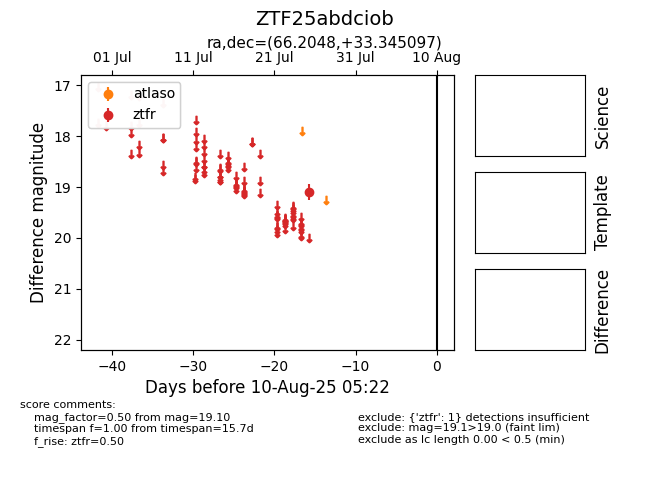 ZTF25abdciob
ra,dec=(66.2048,+33.345097)
01 Jul
11 Jul
21 Jul
31 Jul
10 Aug
atlaso
ztfr
17
18
19
20
21
22
Difference magnitude
−40
−30
−20
−10
0
Days before 10-Aug-25 05:22
Science
Template
Difference
score comments:
mag_factor=0.50 from mag=19.10
timespan f=1.00 from timespan=15.7d
f_rise: ztfr=0.50
exclude: {'ztfr': 1} detections insufficient
exclude: mag=19.1>19.0 (faint lim)
exclude as lc length 0.00 < 0.5 (min)